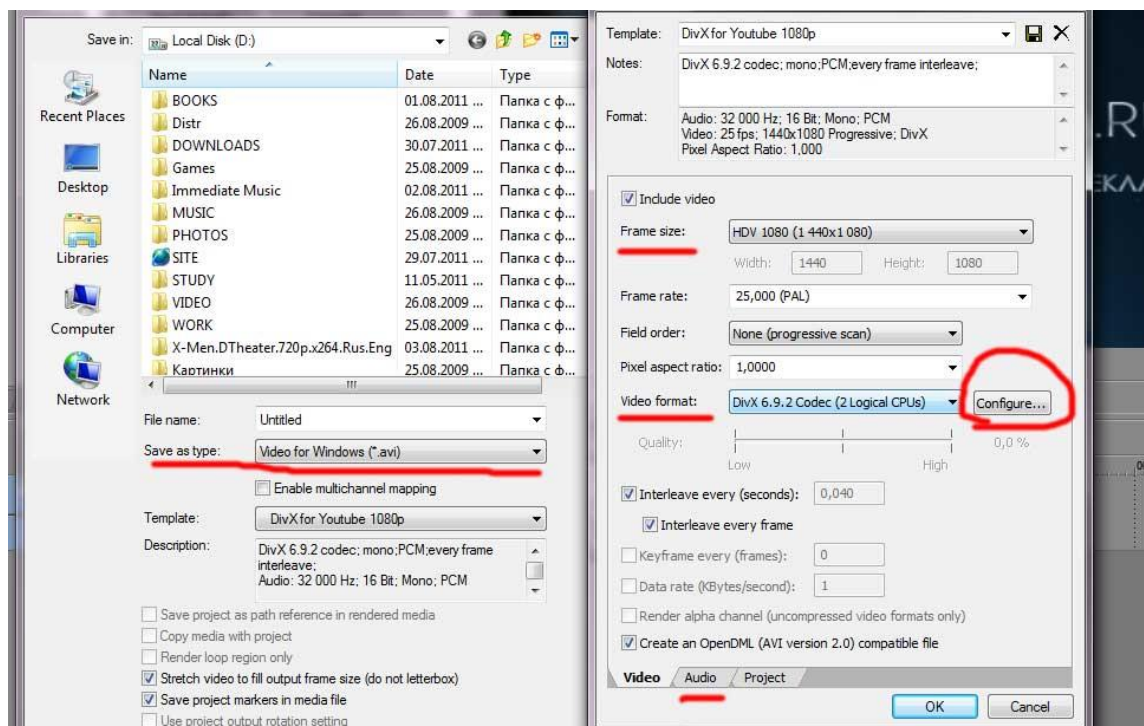 Save in:
Local Disk (D:)
Name
Date
Type
Recent Places
Desktop
Libraries
Computer
Network
BOOKS 01.08.2011 ... Папка с ф...
Distr 26.08.2009 ... Папка с ф...
DOWNLOADS 30.07.2011 ... Папка с ф...
Games 25.08.2009 ... Папка с ф...
Immediate Music 02.08.2011 ... Папка с ф...
MUSIC 26.08.2009 ... Папка с ф...
PHOTOS 25.08.2009 ... Папка с ф...
SITE 29.07.2011 ... Папка с ф...
STUDY 11.05.2011 ... Папка с ф...
VIDEO 26.08.2009 ... Папка с ф...
WORK 25.08.2009 ... Папка с ф...
X-Men.DTheater.720p.x264.Rus.Eng 03.08.2011 ... Папка с ф...
Картинки 25.08.2009 ... Папка с ф...
File name: Untitled
Save as type: Video for Windows (*.avi)
Enable multichannel mapping
Template: DivX for Youtube 1080p
Description: DivX 6.9.2 codec; mono;PCM;every frame
interleave;
Audio: 32 000 Hz; 16 Bit; Mono; PCM
Save project as path reference in rendered media
Copy media with project
Render loop region only
Stretch video to fill output frame size (do not letterbox)
Save project markers in media file
Use project output rotation setting
Template: DivX for Youtube 1080p
Notes: DivX 6.9.2 codec; mono;PCM;every frame interleave;
Format: Audio: 32 000 Hz; 16 Bit; Mono; PCM
Video: 25 fps; 1440x1080 Progressive; DivX
Pixel Aspect Ratio: 1,000
Include video
Frame size: HDV 1080 (1 440x1 080)
Width: 1440 Height: 1080
Frame rate: 25,000 (PAL)
Field order: None (progressive scan)
Pixel aspect ratio: 1,0000
Video format: DivX 6.9.2 Codec (2 Logical CPUs) Configure...
Quality: 0,0 %
Low High
Interleave every (seconds): 0,040
Interleave every frame
Keyframe every (frames): 0
Data rate (KBytes/second): 1
Render alpha channel (uncompressed video formats only)
Create an OpenDML (AVI version 2.0) compatible file
Video Audio Project
OK Cancel
.R